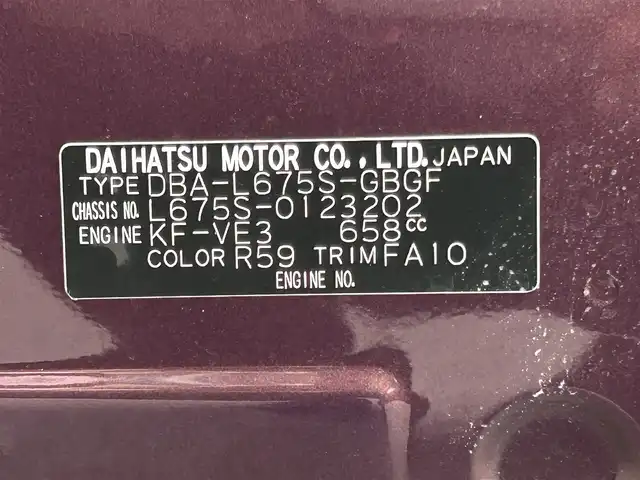 DAIHATSU MOTOR CO., LTD. JAPAN
TYPE DBA-L675S-GBGF
CHASSIS NO. L675S-0123202
ENGINE KF-VE3 658cc
COLOR R59 TRIM FA10
ENGINE NO.